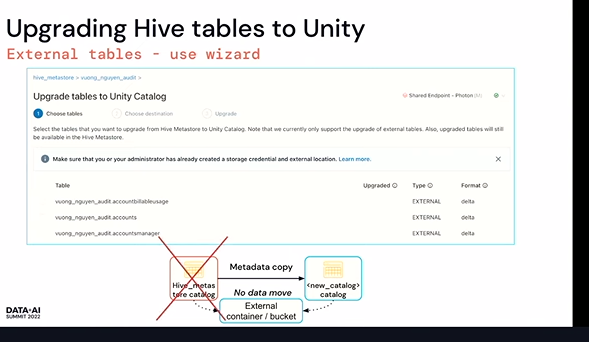 Upgrading Hive tables to Unity
External tables - use wizard
hive_metastore > vuong_nguyen_audit >
Upgrade tables to Unity Catalog
Shared Endpoint - Photon
1 Choose tables
Choose destination
Upgrade
Select the tables that you want to upgrade from Hive Metastore to Unity Catalog. Note that we currently only support the upgrade of external tables. Also, upgraded tables will still
be available in the Hive Metastore.
Make sure that you or your administrator has already created a storage credential and external location. Learn more.
Table Upgraded Type Format
vuong_nguyen_audit.accountbillableusage EXTERNAL delta
vuong_nguyen_audit.accounts EXTERNAL delta
vuong_nguyen_audit.accountsmanager EXTERNAL delta
Metadata copy
Hive_metas
tore catalog
No data move
<new_catalog>
catalog
External
container / bucket
DATA+AI
SUMMIT 2022